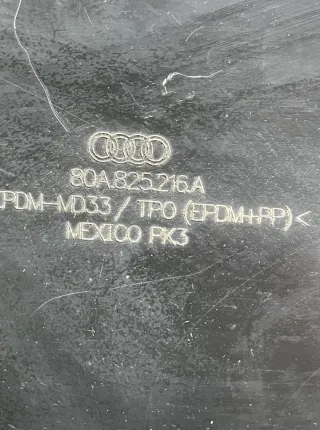 80A.825.216.A
PDM-MD33 / TPO (EPDM+PP)<
MEXICO PK3